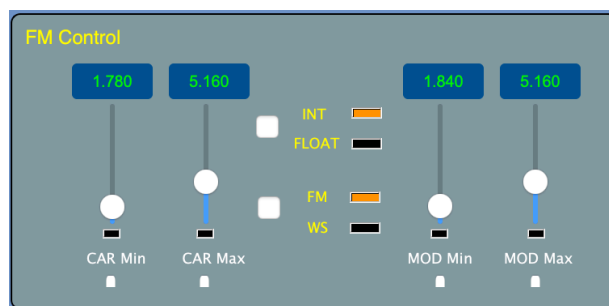 FM Control
1.780
5.160
INT
FLOAT
FM
WS
1.840
5.160
CAR Min
CAR Max
MOD Min
MOD Max